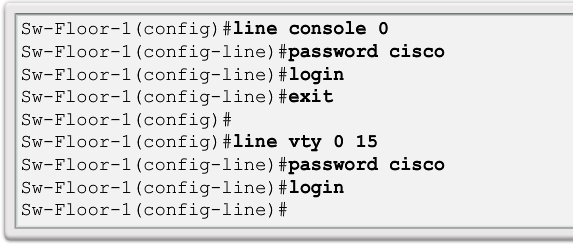 Sw-Floor-1(config)#line console 0
Sw-Floor-1(config-line)#password cisco
Sw-Floor-1(config-line)#login
Sw-Floor-1(config-line)#exit
Sw-Floor-1(config)#
Sw-Floor-1(config)#line vty 0 15
Sw-Floor-1(config-line)#password cisco
Sw-Floor-1(config-line)#login
Sw-Floor-1(config-line)#